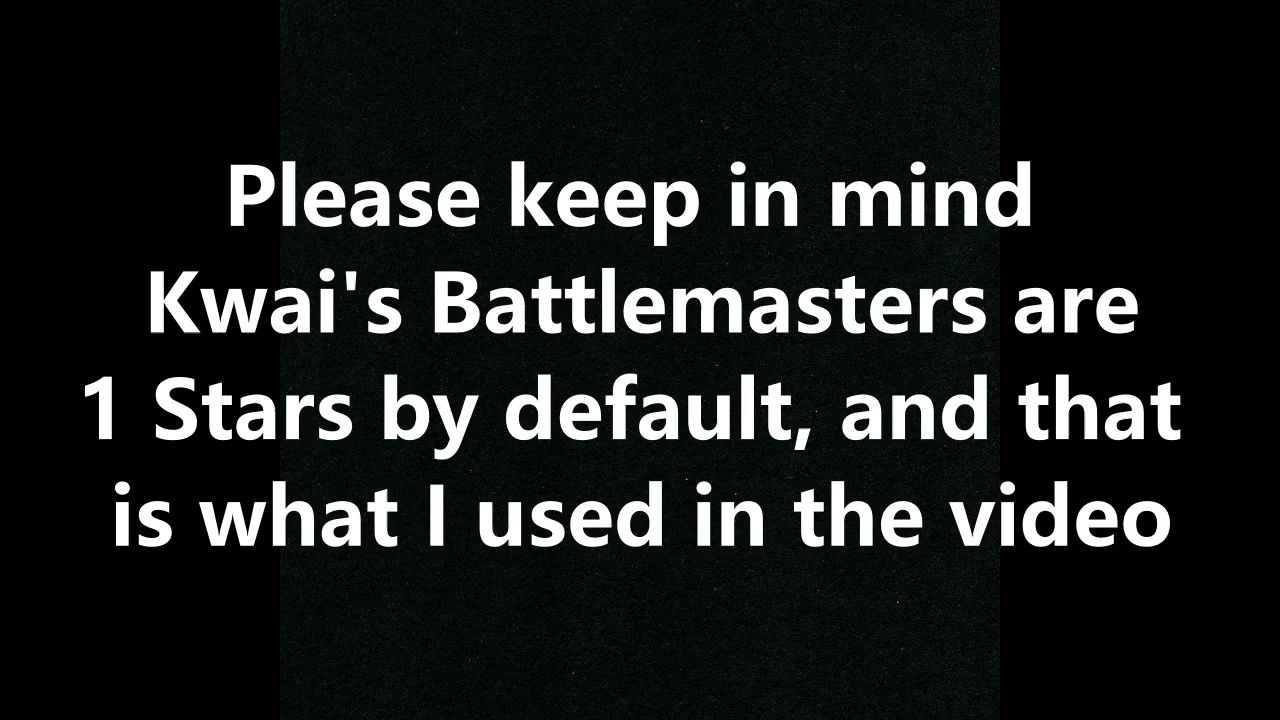 Please keep in mind
Kwai's Battlemasters are
1 Stars by default, and that
is what I used in the video